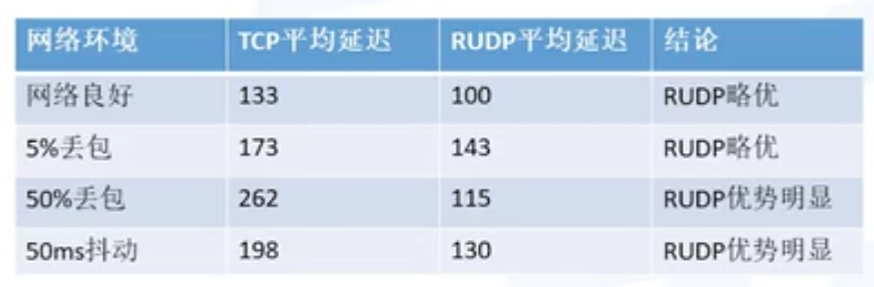 网络环境 TCP平均延迟 RUDP平均延迟 结论
网络良好 133 100 RUDP略优
5%丢包 173 143 RUDP略优
50%丢包 262 115 RUDP优势明显
50ms抖动 198 130 RUDP优势明显